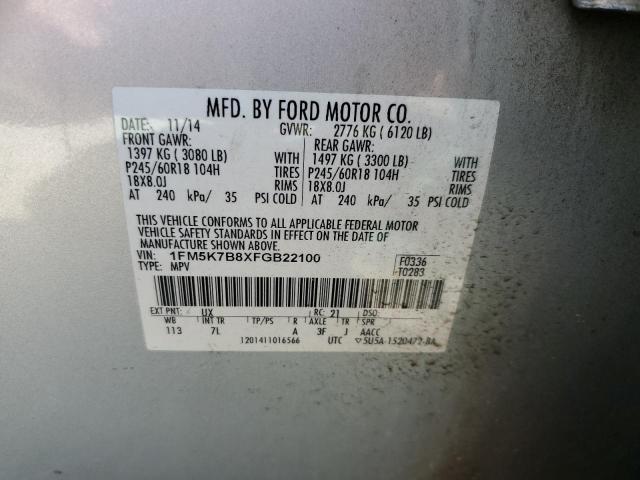 MFD. BY FORD MOTOR CO.
DATE: 11/14 GVWR: 2776 KG ( 6120 LB)
FRONT GAWR: REAR GAWR:
1397 KG ( 3080 LB) WITH 1497 KG ( 3300 LB) WITH
P245/60R18 104H TIRES P245/60R18 104H TIRES
18X8.0J RIMS 18X8.0J RIMS
AT 240 kPa/ 35 PSI COLD AT 240 kPa/ 35 PSI COLD
THIS VEHICLE CONFORMS TO ALL APPLICABLE FEDERAL MOTOR
VEHICLE SAFETY STANDARDS IN EFFECT ON THE DATE OF
MANUFACTURE SHOWN ABOVE.
VIN: 1FM5K7B8XFGB22100 F0336
TYPE: MPV T0283
EXT PNT: UX RC: 21 DSO:
WB INT TR TP/PS R AXLE TR SPR
113 7L A 3F J AACC
1201411016566 UTC ▽5U5A-1520472-BA